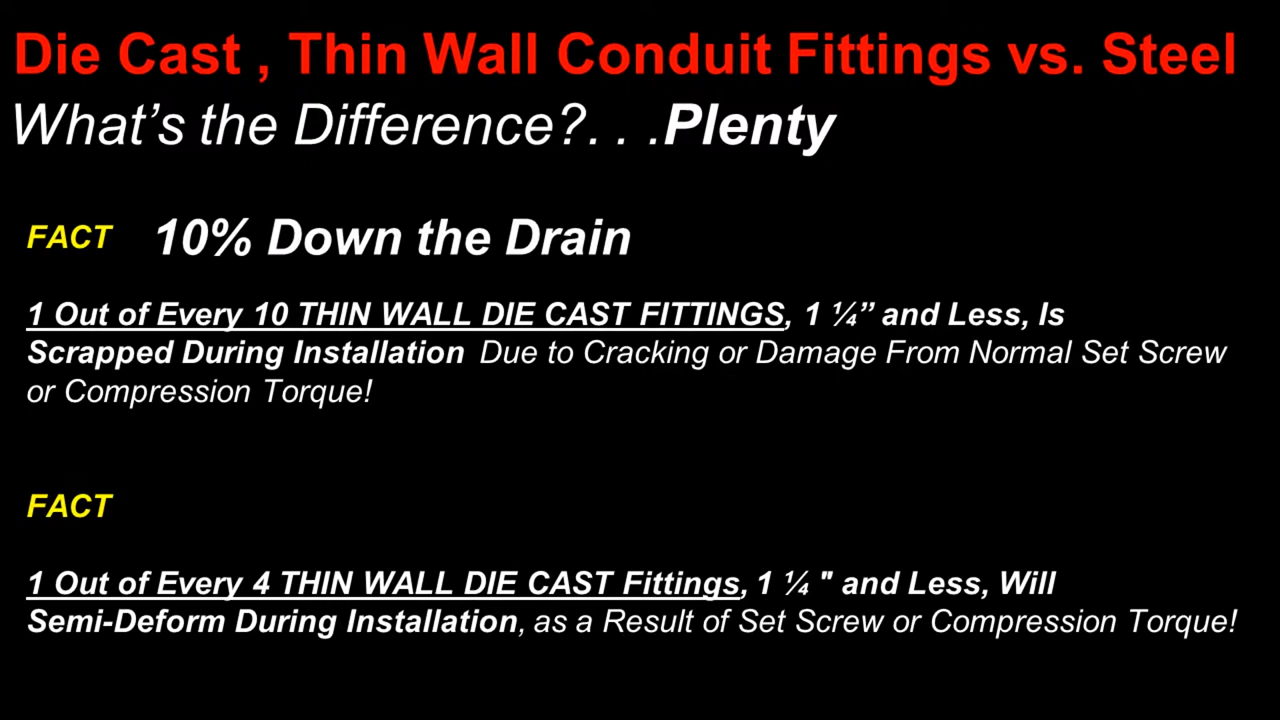 Die Cast , Thin Wall Conduit Fittings vs. Steel
What’s the Difference?. . .Plenty
FACT 10% Down the Drain
1 Out of Every 10 THIN WALL DIE CAST FITTINGS, 1 ¼” and Less, Is
Scrapped During Installation Due to Cracking or Damage From Normal Set Screw
or Compression Torque!
FACT
1 Out of Every 4 THIN WALL DIE CAST Fittings, 1 ¼ " and Less, Will
Semi-Deform During Installation, as a Result of Set Screw or Compression Torque!